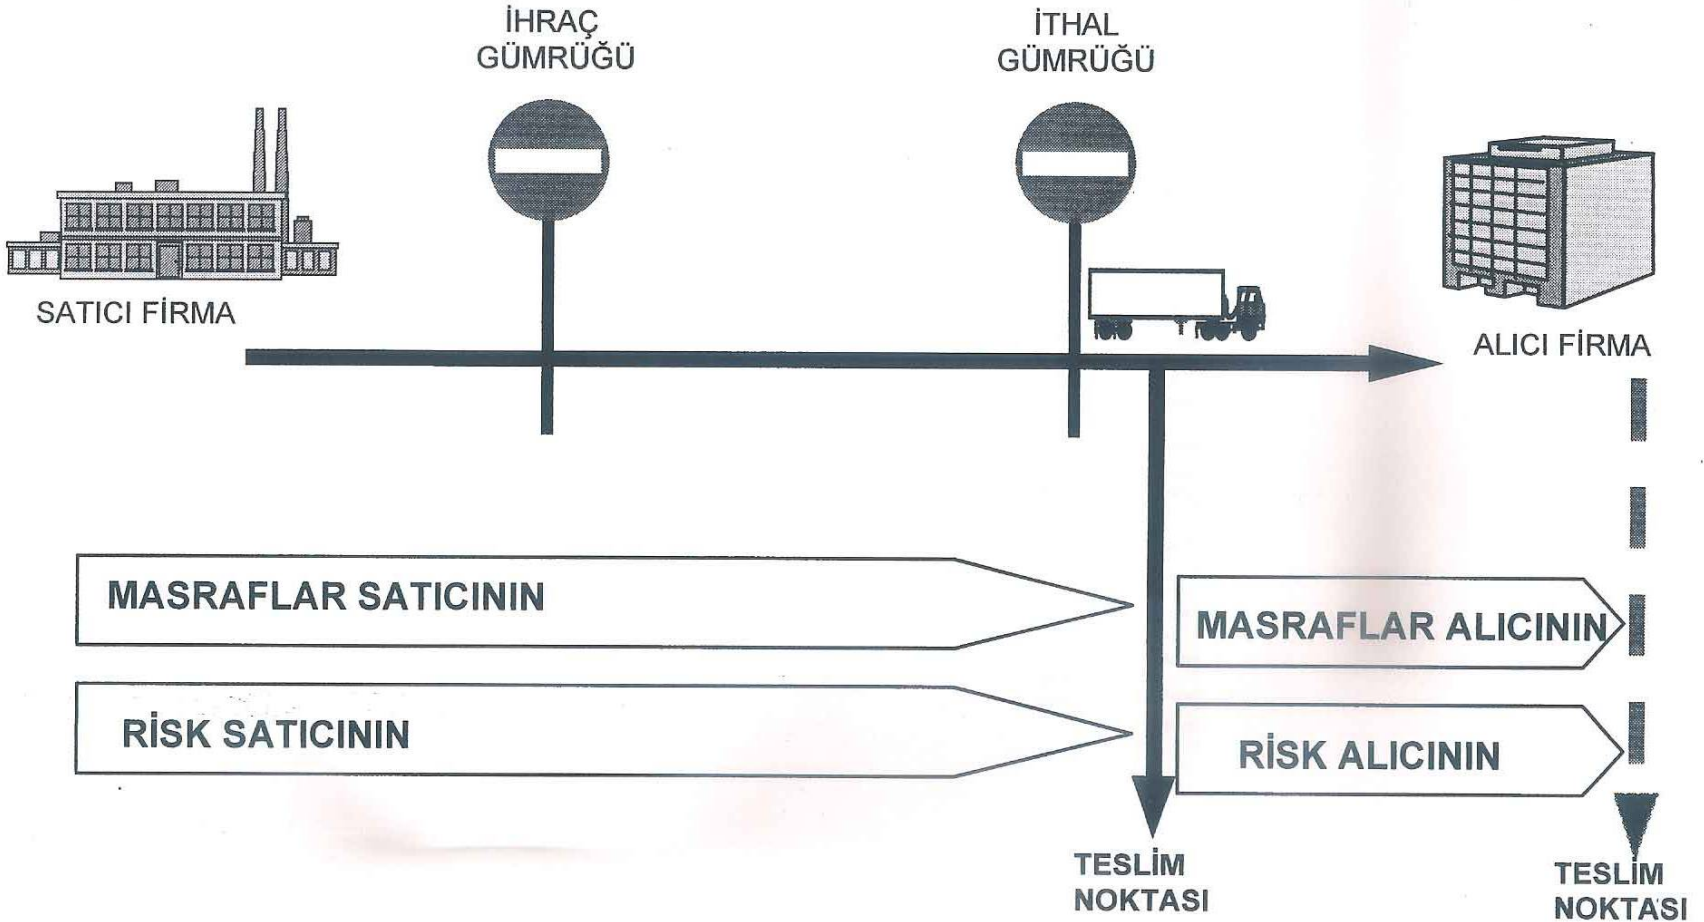 İHRAÇ
GÜMRÜĞÜ
İTHAL
GÜMRÜĞÜ
SATICI FİRMA
ALICI FİRMA
MASRAFLAR SATICININ
MASRAFLAR ALICININ
RİSK SATICININ
RİSK ALICININ
TESLİM
NOKTASI
TESLİM
NOKTASI